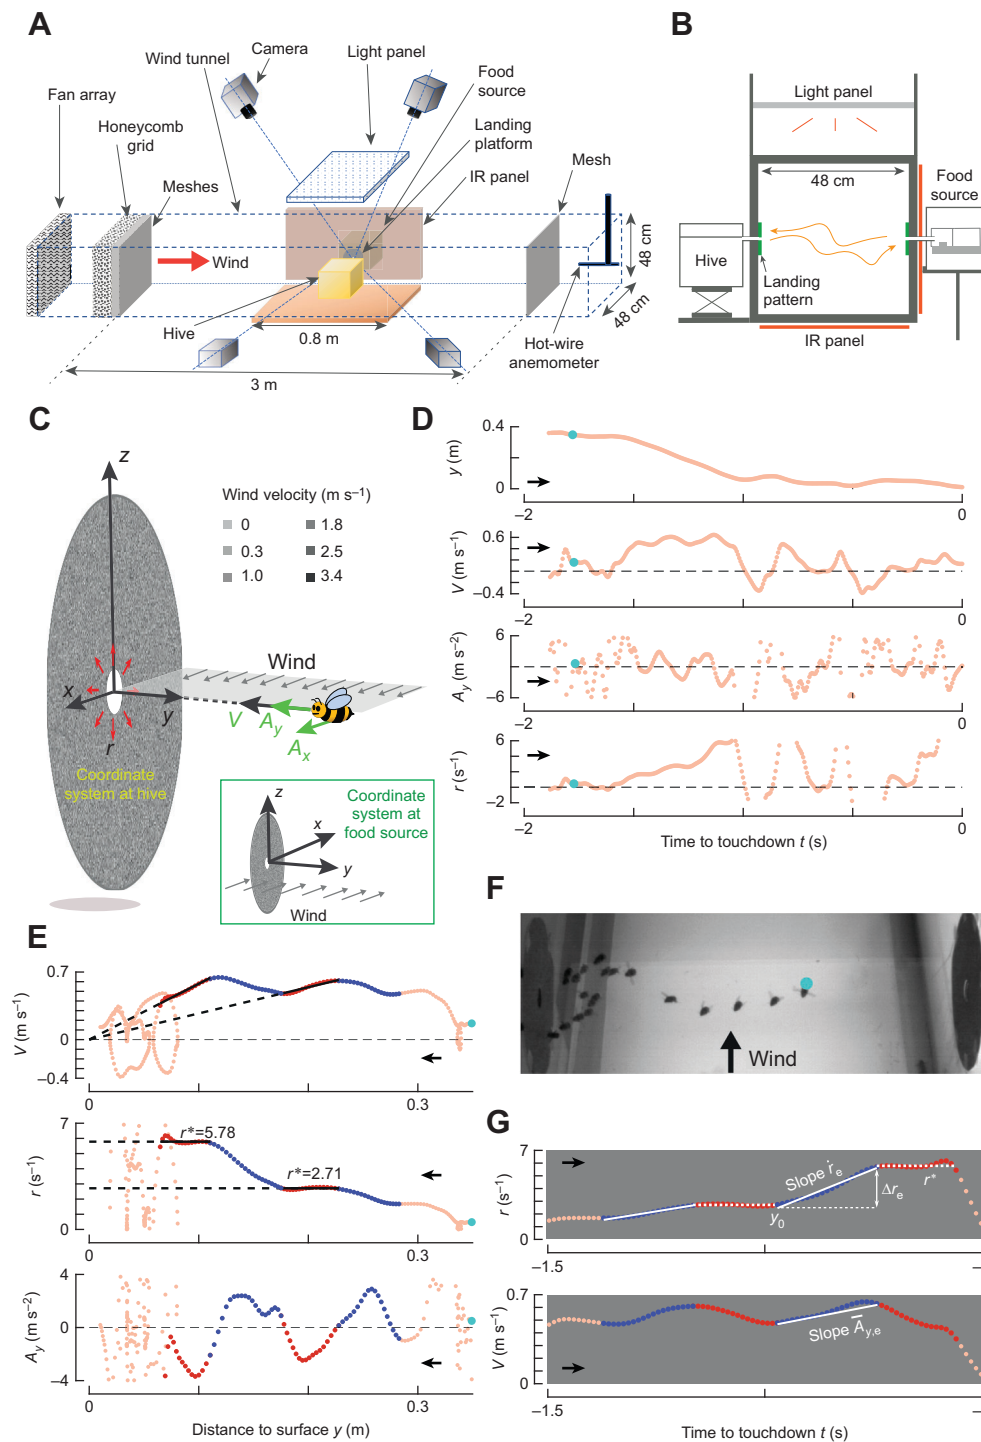 A
Camera
Light panel
Wind tunnel
Food
source
Fan array
Honeycomb
grid
Landing
platform
Meshes
IR panel
Mesh
Wind
48 cm
48 cm
Hive
0.8 m
Hot-wire
anemometer
3 m
B
Light panel
48 cm
Food
source
Hive
Landing
pattern
IR panel
C
z
Wind velocity (m s⁻¹)
0
1.8
0.3
2.5
1.0
3.4
Wind
x
y
V
Ay
Ax
r
Coordinate
system at hive
z
Coordinate
system at
food source
x
y
Wind
D
0.4
y (m)
0
−2
0
0.6
V (m s⁻¹)
−0.4
−2
0
6
Ay (m s⁻²)
−6
−2
0
6
r (s⁻¹)
−2
−2
0
Time to touchdown t (s)
E
0.7
V (m s⁻¹)
0
−0.4
0
0.3
7
r*=5.78
r (s⁻¹)
r*=2.71
0
0
0.3
4
Ay (m s⁻²)
0
−4
0
0.3
Distance to surface y (m)
F
Wind
G
7
r (s⁻¹)
Slope ṙe
Δre
r*
y0
0
−1.5
0.7
V (m s⁻¹)
Slope A̅y,e
0
−1.5
Time to touchdown t (s)